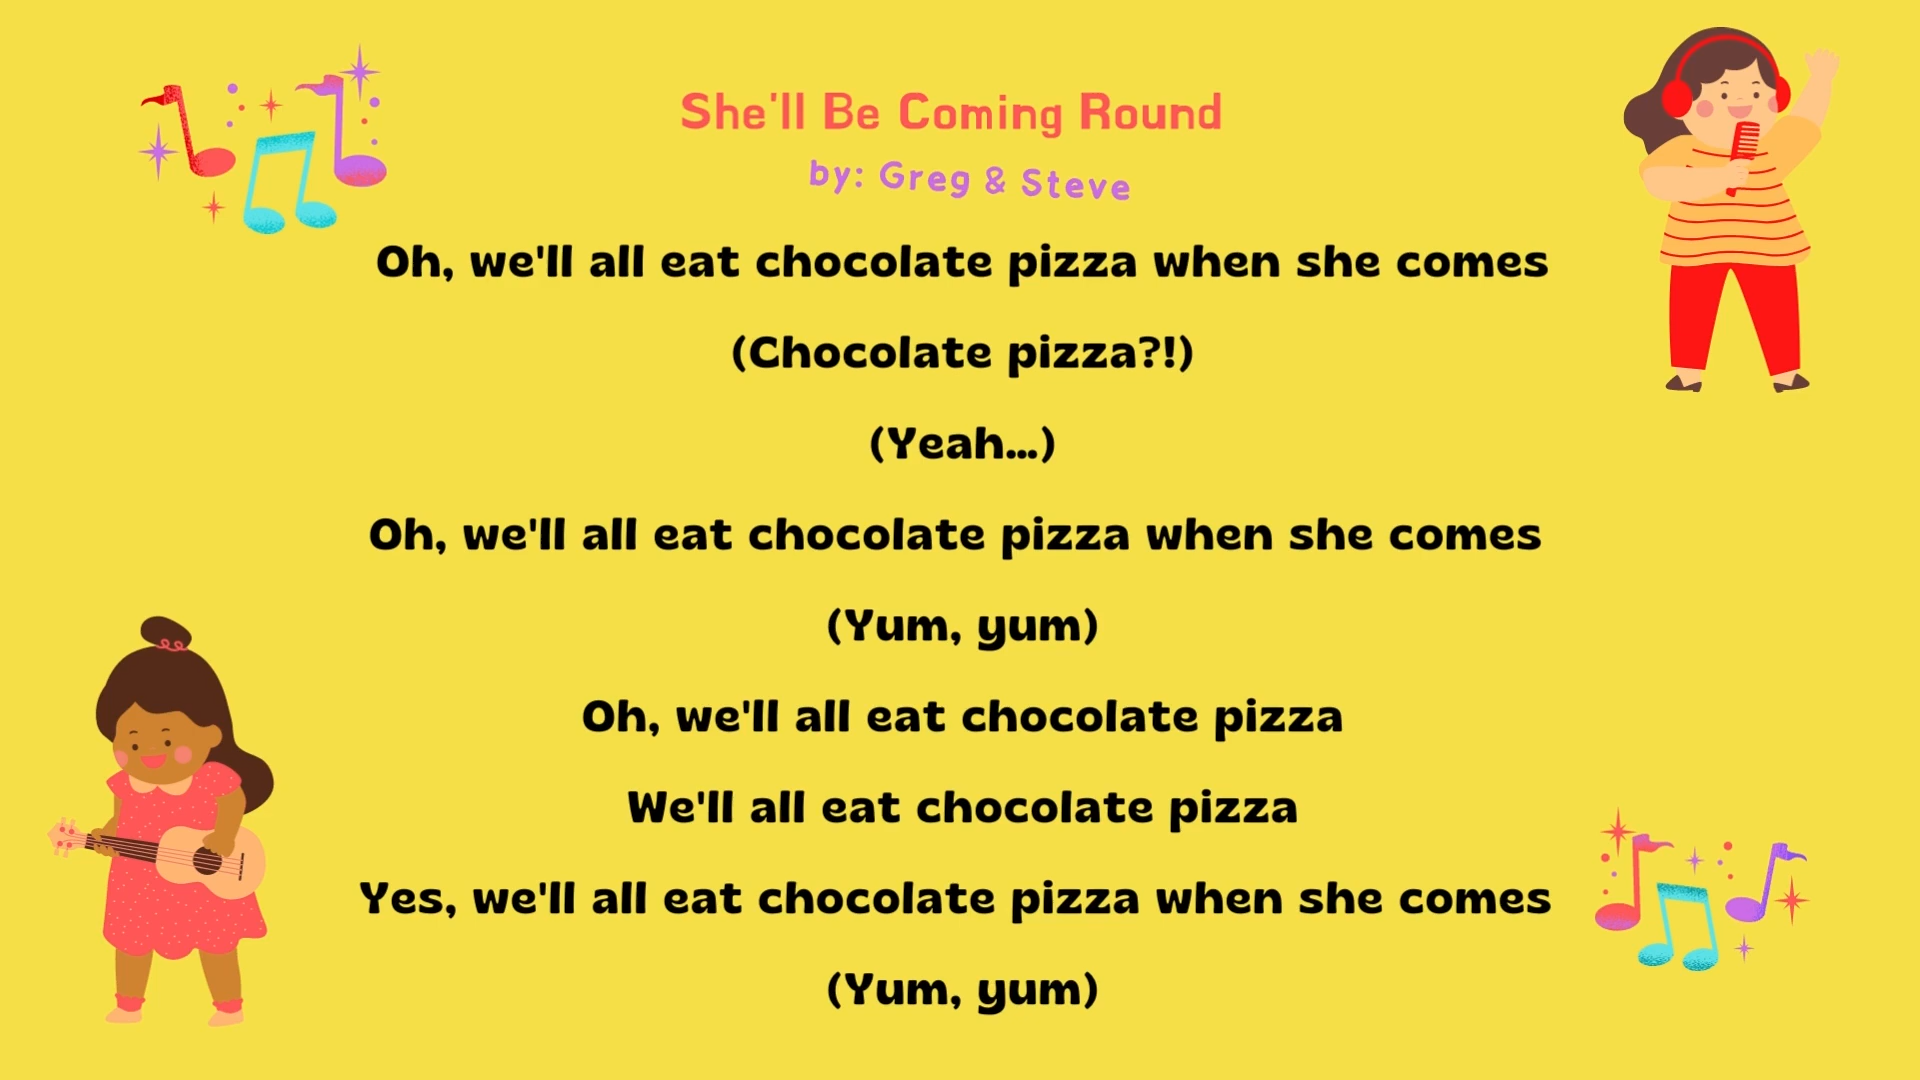 She'll Be Coming Round
by: Greg & Steve
Oh, we'll all eat chocolate pizza when she comes
(Chocolate pizza?!)
(Yeah...)
Oh, we'll all eat chocolate pizza when she comes
(Yum, yum)
Oh, we'll all eat chocolate pizza
We'll all eat chocolate pizza
Yes, we'll all eat chocolate pizza when she comes
(Yum, yum)